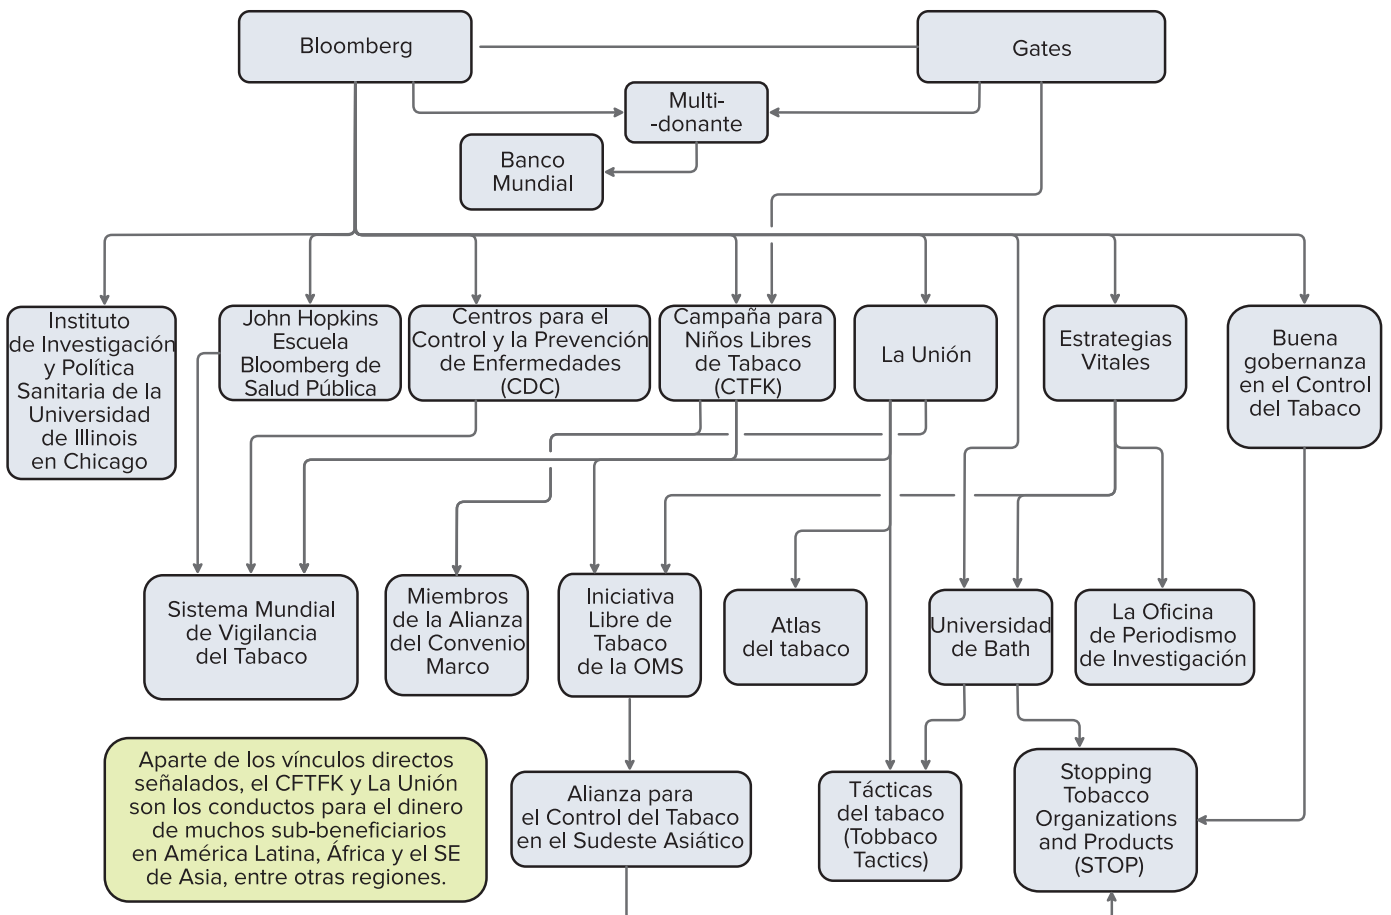 Bloomberg
Gates
Multi-
-donante
Banco
Mundial
Instituto
de Investigación
y Política
Sanitaria de la
Universidad
de Illinois
en Chicago
John Hopkins
Escuela
Bloomberg de
Salud Pública
Centros para el
Control y la Prevención
de Enfermedades
(CDC)
Campaña para
Niños Libres
de Tabaco
(CTFK)
La Unión
Estrategias
Vitales
Buena
gobernanza
en el Control
del Tabaco
Sistema Mundial
de Vigilancia
del Tabaco
Miembros
de la Alianza
del Convenio
Marco
Iniciativa
Libre de
Tabaco
de la OMS
Atlas
del tabaco
Universidad
de Bath
La Oficina
de Periodismo
de Investigación
Aparte de los vínculos directos
señalados, el CFTFK y La Unión
son los conductos para el dinero
de muchos sub-beneficiarios
en América Latina, África y el SE
de Asia, entre otras regiones.
Alianza para
el Control del Tabaco
en el Sudeste Asiático
Tácticas
del tabaco
(Tobbaco
Tactics)
Stopping
Tobacco
Organizations
and Products
(STOP)